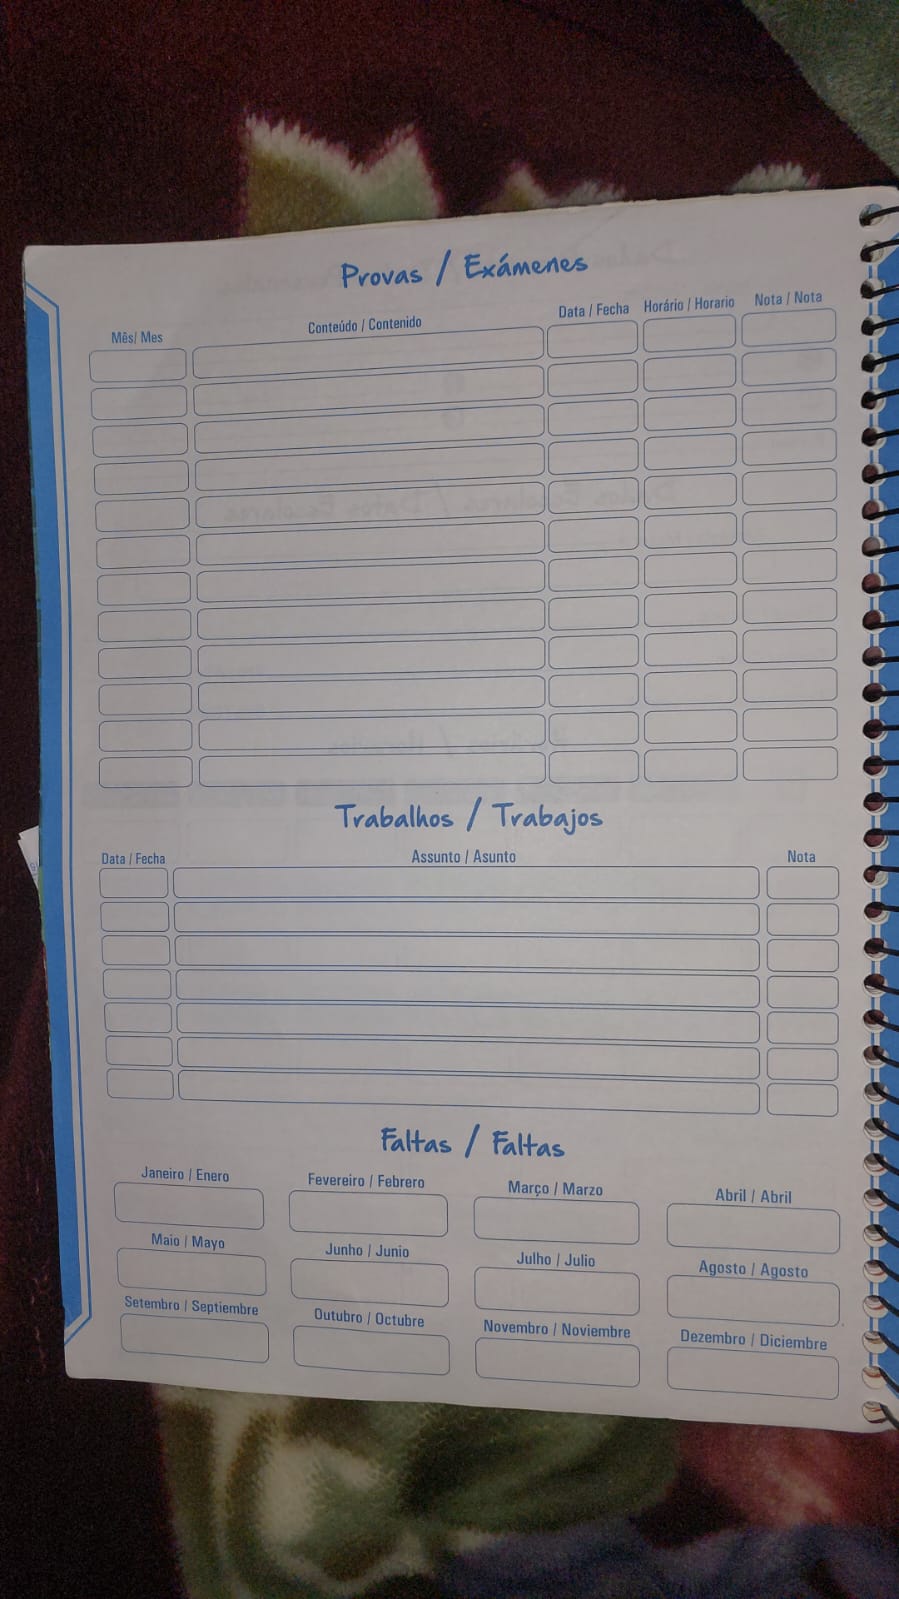 Provas / Exámenes
Mês/ Mes Conteúdo / Contenido Data / Fecha Horário / Horario Nota / Nota
Trabalhos / Trabajos
Data / Fecha Assunto / Asunto Nota
Faltas / Faltas
Janeiro / Enero Fevereiro / Febrero Março / Marzo Abril / Abril
Maio / Mayo Junho / Junio Julho / Julio Agosto / Agosto
Setembro / Septiembre Outubro / Octubre Novembro / Noviembre Dezembro / Diciembre